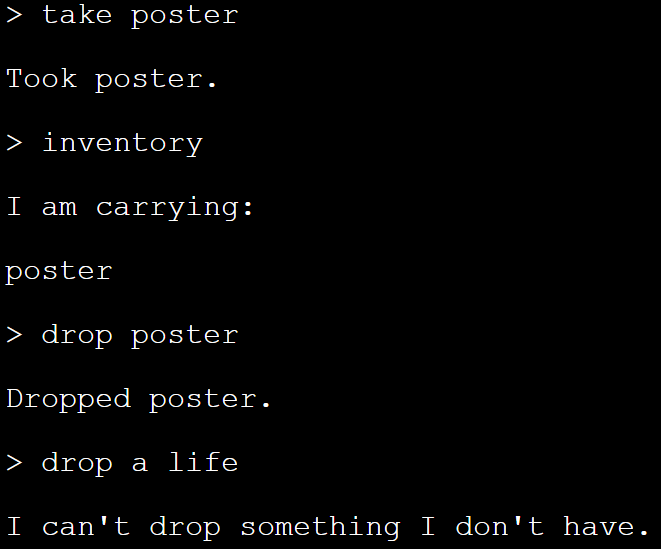 > take poster
Took poster.
> inventory
I am carrying:
poster
> drop poster
Dropped poster.
> drop a life
I can't drop something I don't have.